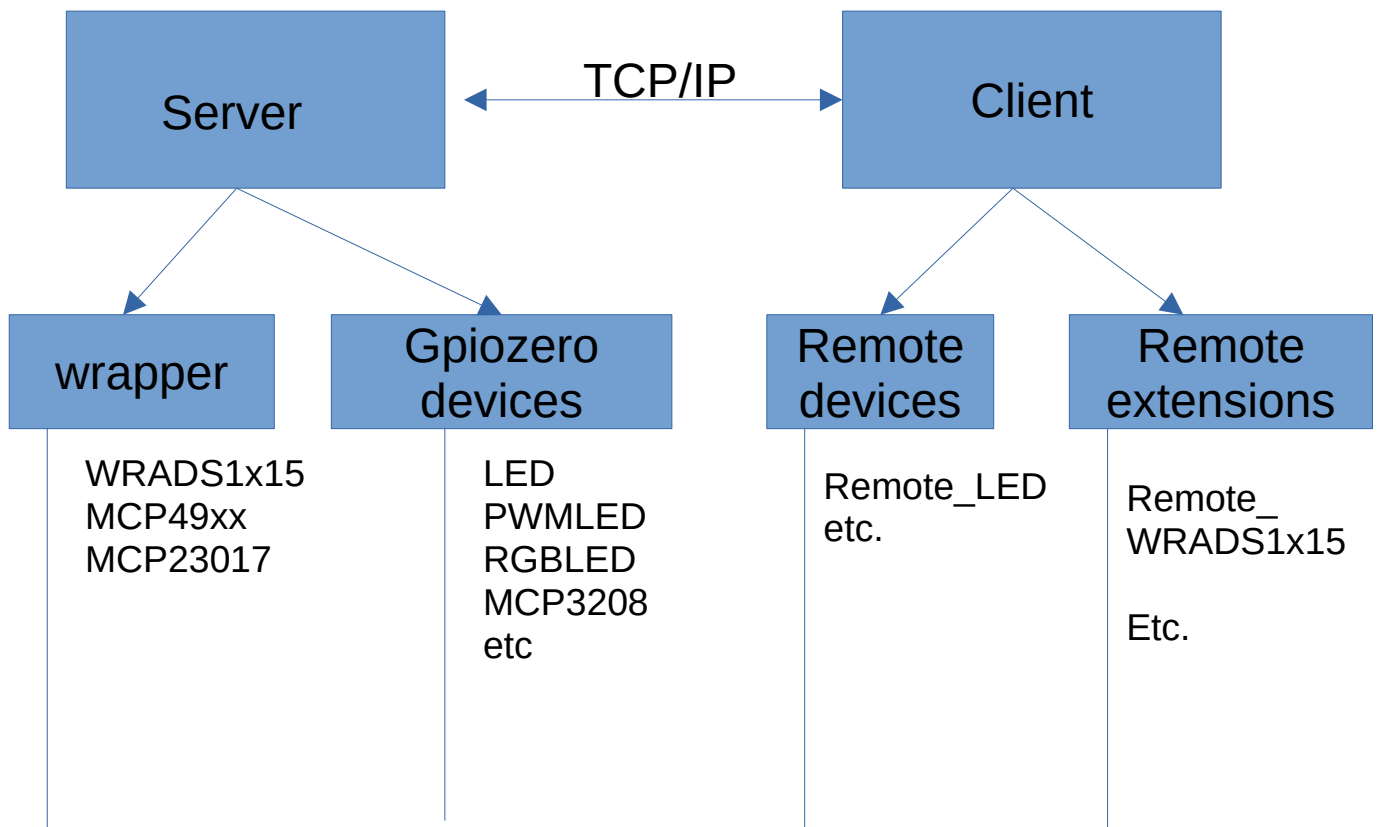 Server
TCP/IP
Client
wrapper
Gpiozero
devices
Remote
devices
Remote
extensions
WRADS1x15
MCP49xx
MCP23017
LED
PWMLED
RGBLED
MCP3208
etc
Remote_LED
etc.
Remote_
WRADS1x15
Etc.